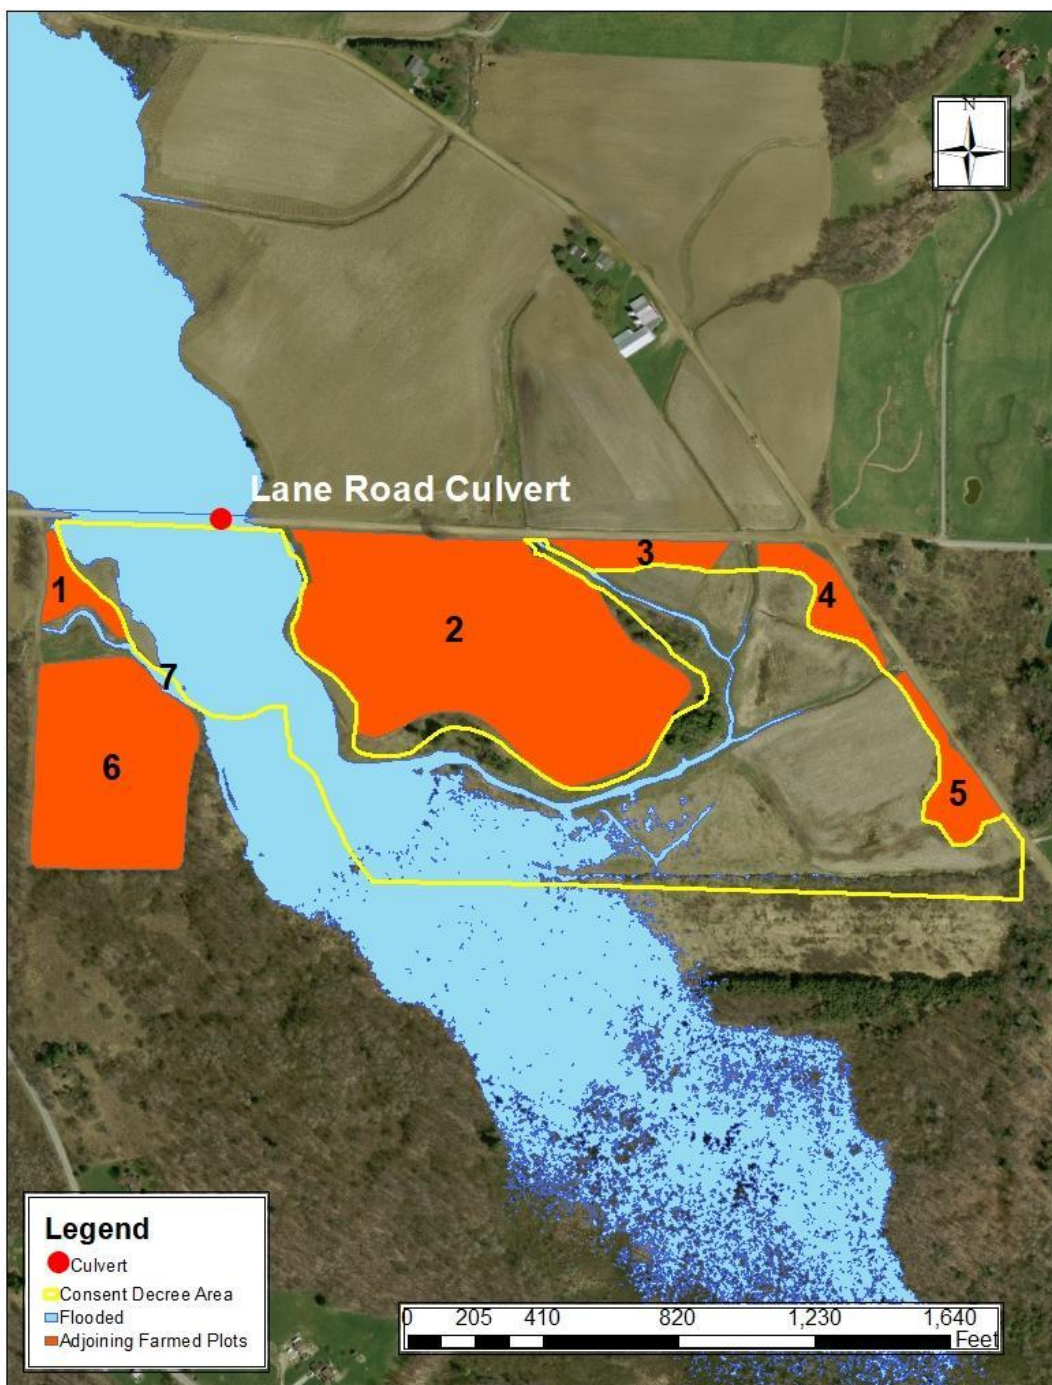 N
Lane Road Culvert
1
2
3
4
5
6
7
Legend
Culvert
Consent Decree Area
Flooded
Adjoining Farmed Plots
0 205 410 820 1,230 1,640
Feet